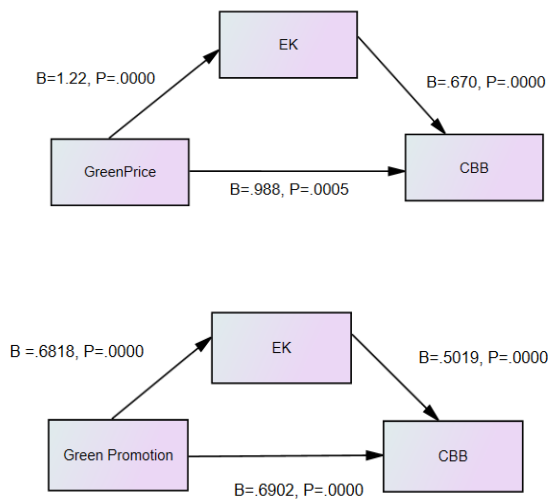 EK
B=1.22, P=.0000
B=.670, P=.0000
GreenPrice
CBB
B=.988, P=.0005
EK
B =.6818, P=.0000
B=.5019, P=.0000
Green Promotion
CBB
B=.6902, P=.0000